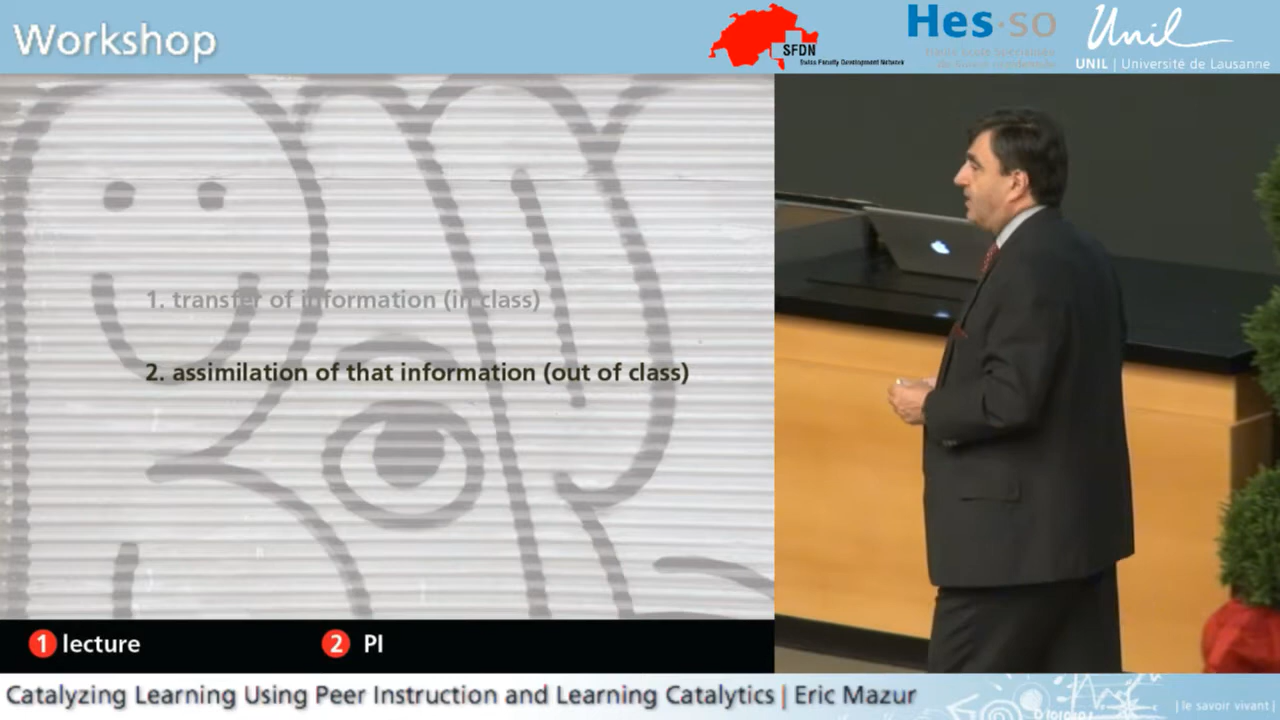 Workshop
SFDN
Swiss Faculty Development Network
Hes·so
Unil
UNIL | Université de Lausanne
1. transfer of information (in class)
2. assimilation of that information (out of class)
1 lecture
2 PI
Catalyzing Learning Using Peer Instruction and Learning Catalytics | Eric Mazur
| le savoir vivant |